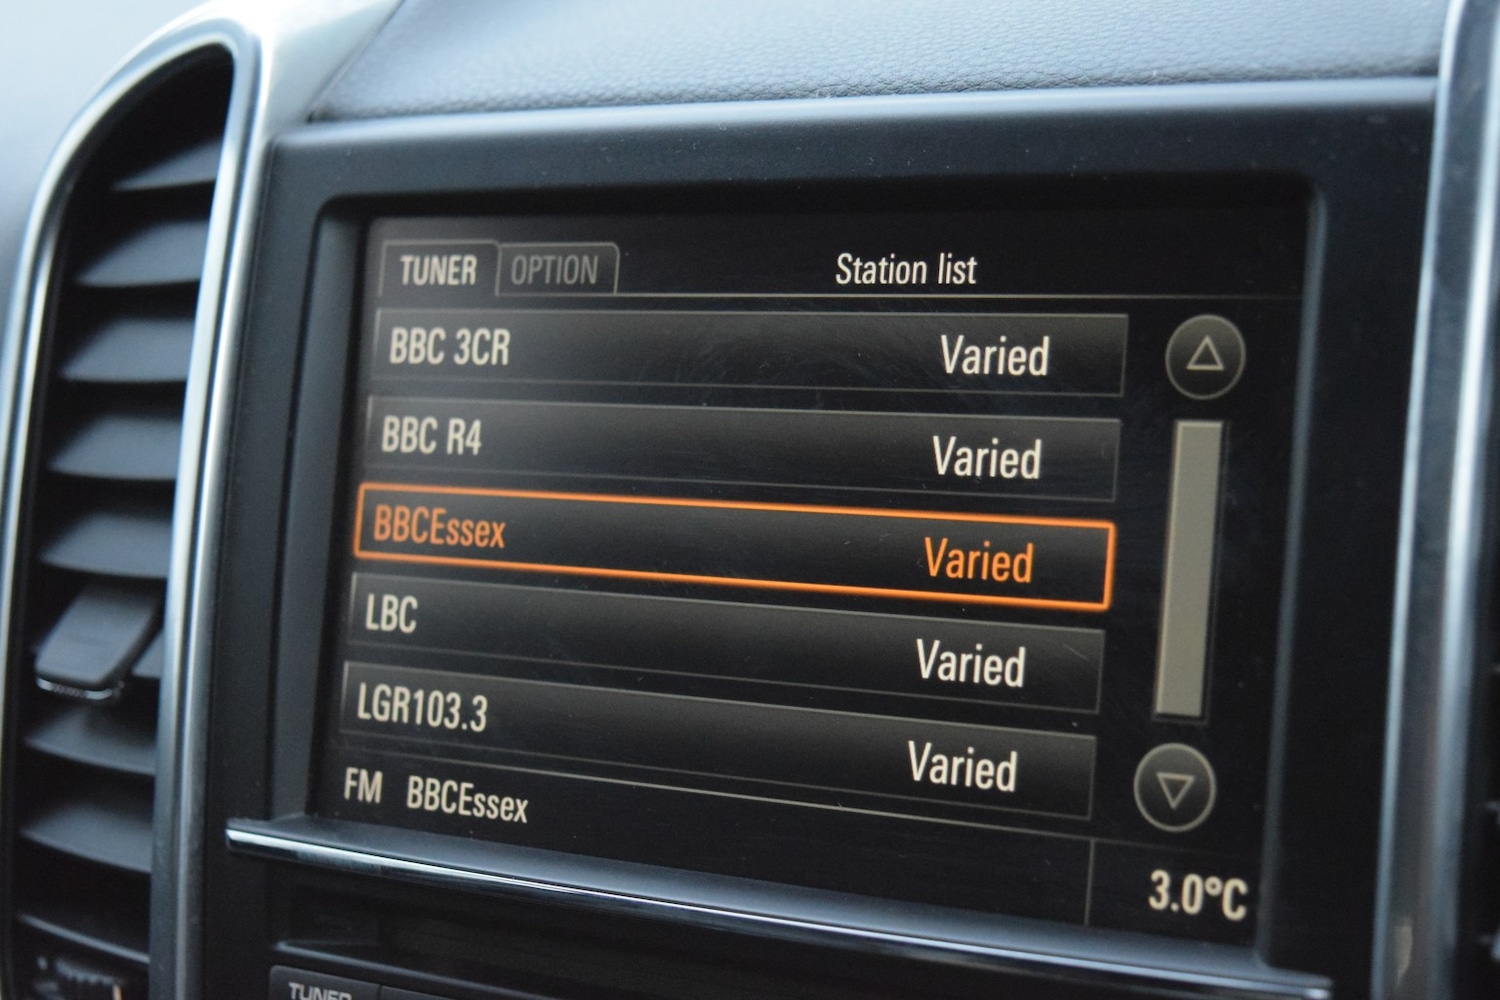 TUNER OPTION Station list
BBC 3CR Varied
BBC R4 Varied
BBCEssex Varied
LBC Varied
LGR103.3 Varied
FM BBCEssex
3.0°C
TUNER